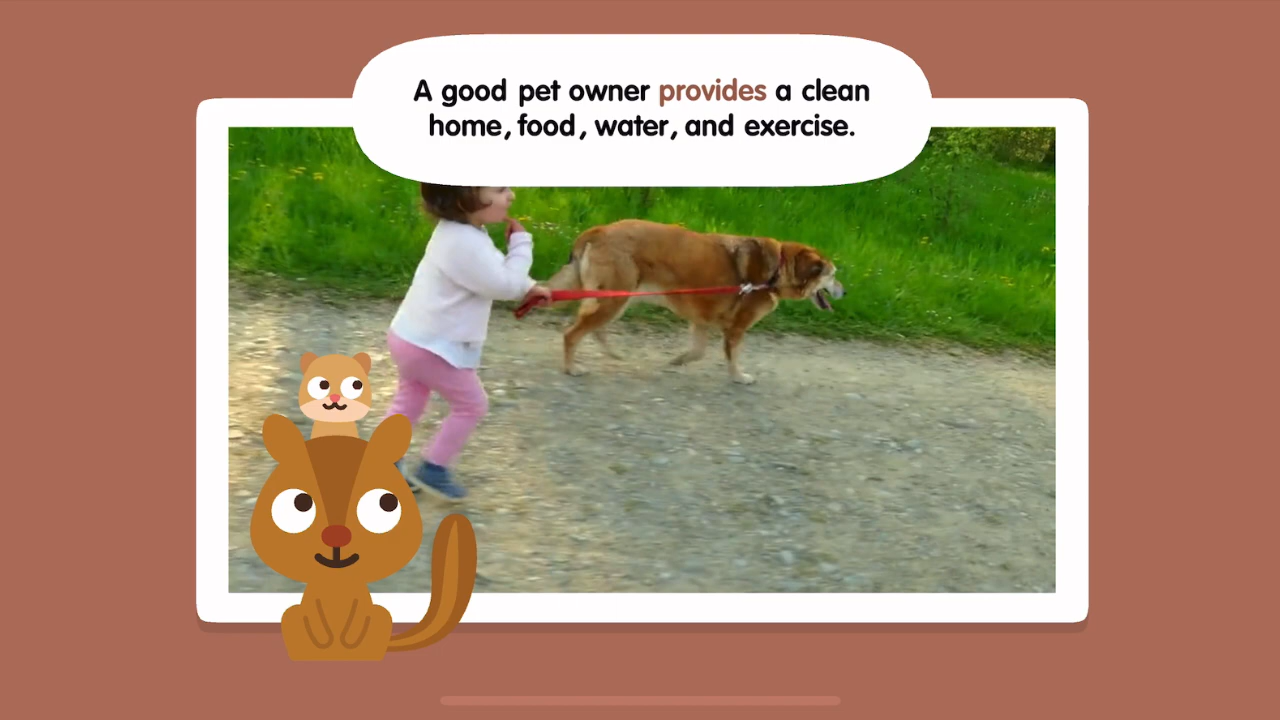 A good pet owner provides a clean
home, food, water, and exercise.